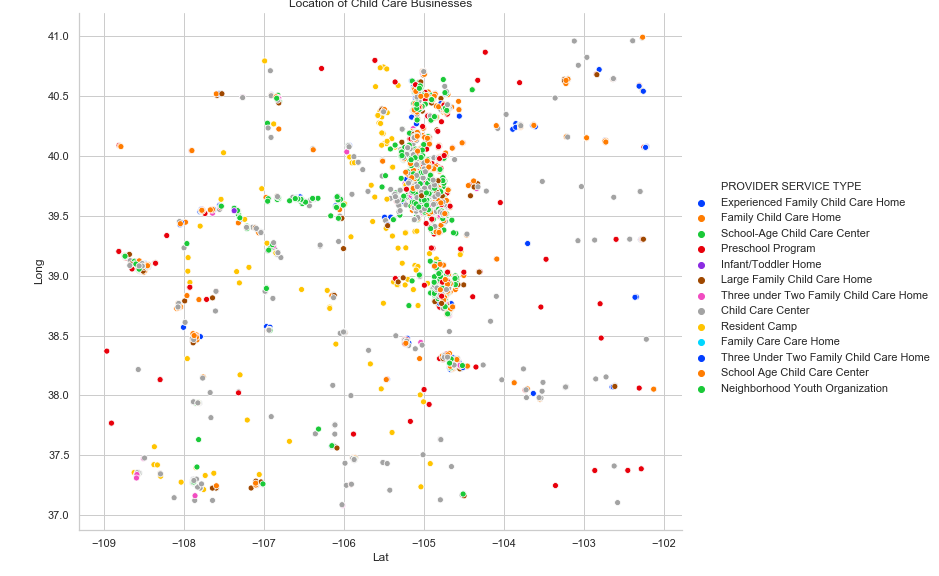 Location of Child Care Businesses
41.0
40.5
40.0
39.5
39.0
38.5
38.0
37.5
37.0
Long
−109
−108
−107
−106
−105
−104
−103
−102
Lat
PROVIDER SERVICE TYPE
Experienced Family Child Care Home
Family Child Care Home
School-Age Child Care Center
Preschool Program
Infant/Toddler Home
Large Family Child Care Home
Three under Two Family Child Care Home
Child Care Center
Resident Camp
Family Care Care Home
Three Under Two Family Child Care Home
School Age Child Care Center
Neighborhood Youth Organization